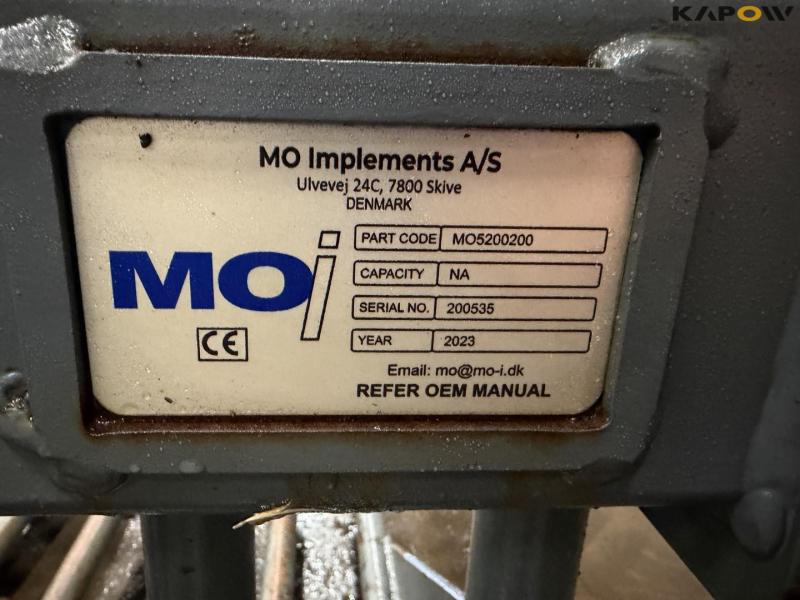 KAPOW
MO Implements A/S
Ulvevej 24C, 7800 Skive
DENMARK
MOi
CE
PART CODE MO5200200
CAPACITY NA
SERIAL NO. 200535
YEAR 2023
Email: mo@mo-i.dk
REFER OEM MANUAL